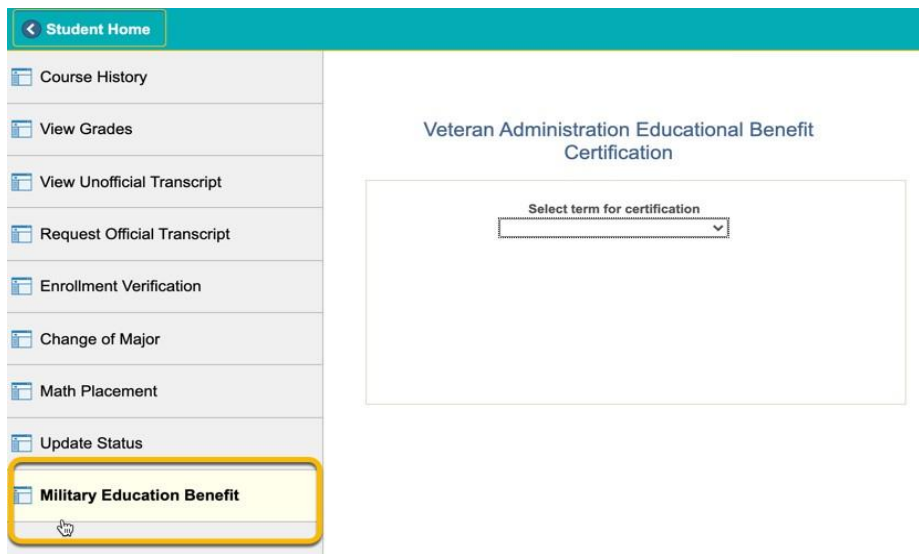 Student Home
Course History
View Grades
View Unofficial Transcript
Request Official Transcript
Enrollment Verification
Change of Major
Math Placement
Update Status
Military Education Benefit
Veteran Administration Educational Benefit
Certification
Select term for certification